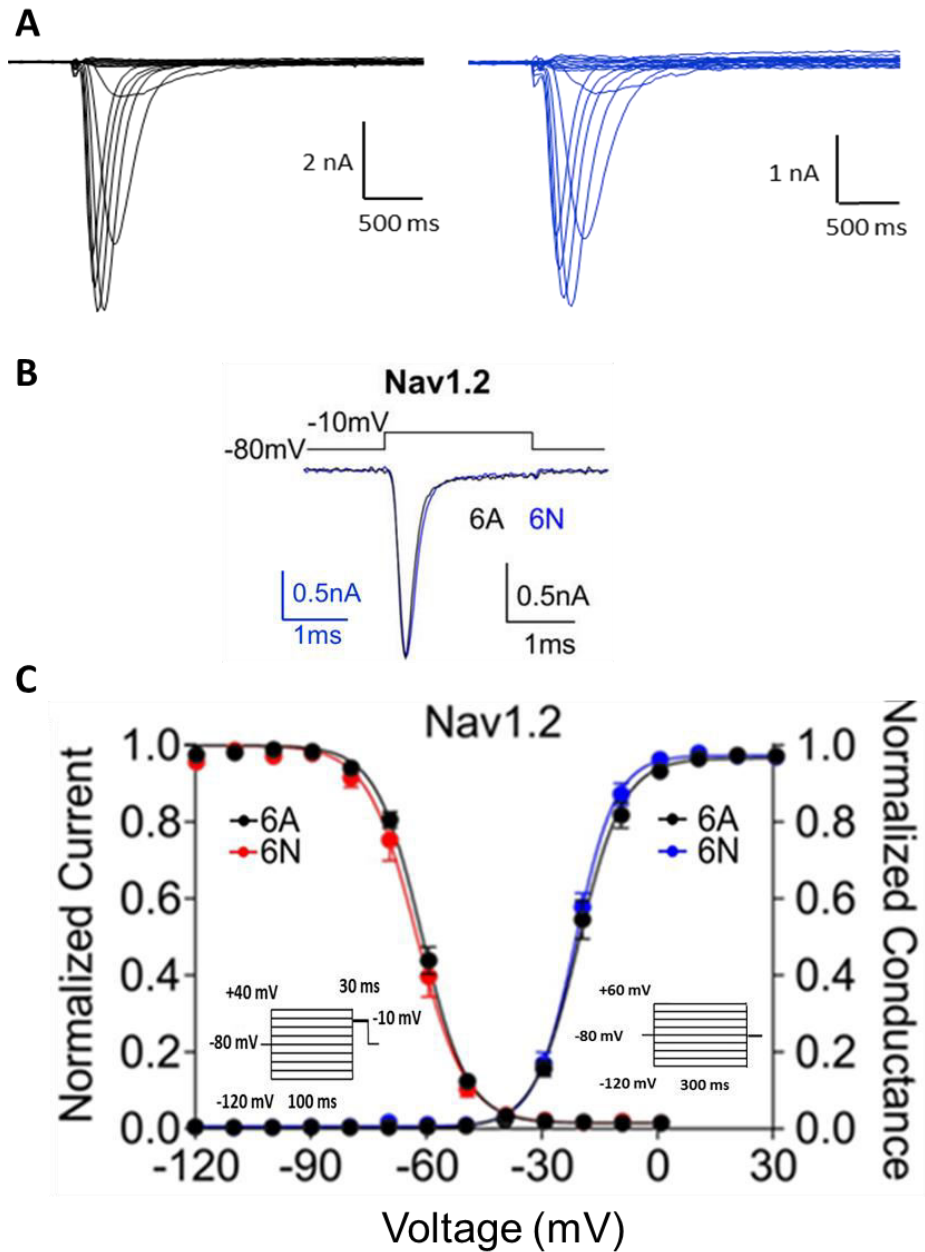 A
2 nA
500 ms
1 nA
500 ms
B
Nav1.2
-10mV
-80mV
6A 6N
0.5nA
1ms
0.5nA
1ms
C
Nav1.2
Normalized Current
Normalized Conductance
1.0
0.8
0.6
0.4
0.2
0.0
6A
6N
6A
6N
1.0
0.8
0.6
0.4
0.2
0.0
+40 mV
30 ms
-10 mV
-80 mV
-120 mV 100 ms
+60 mV
-80 mV
-120 mV 300 ms
-120 -90 -60 -30 0 30
Voltage (mV)